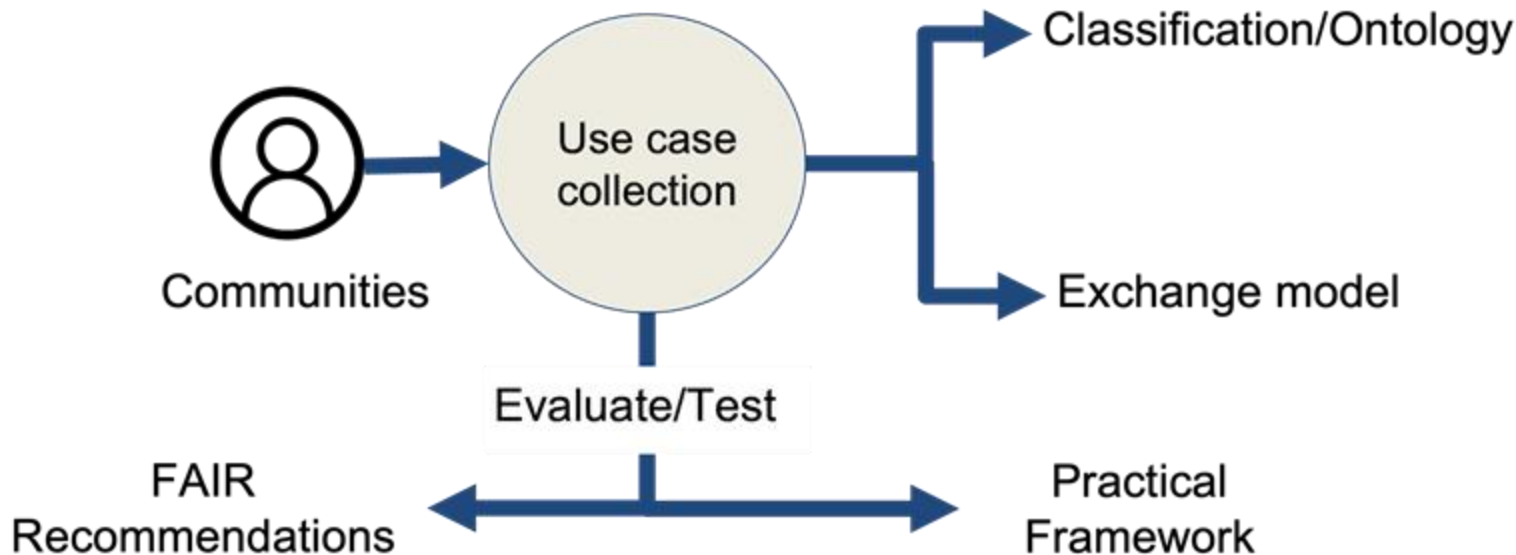 Classification/Ontology
Use case
collection
Communities
Exchange model
Evaluate/Test
FAIR
Recommendations
Practical
Framework